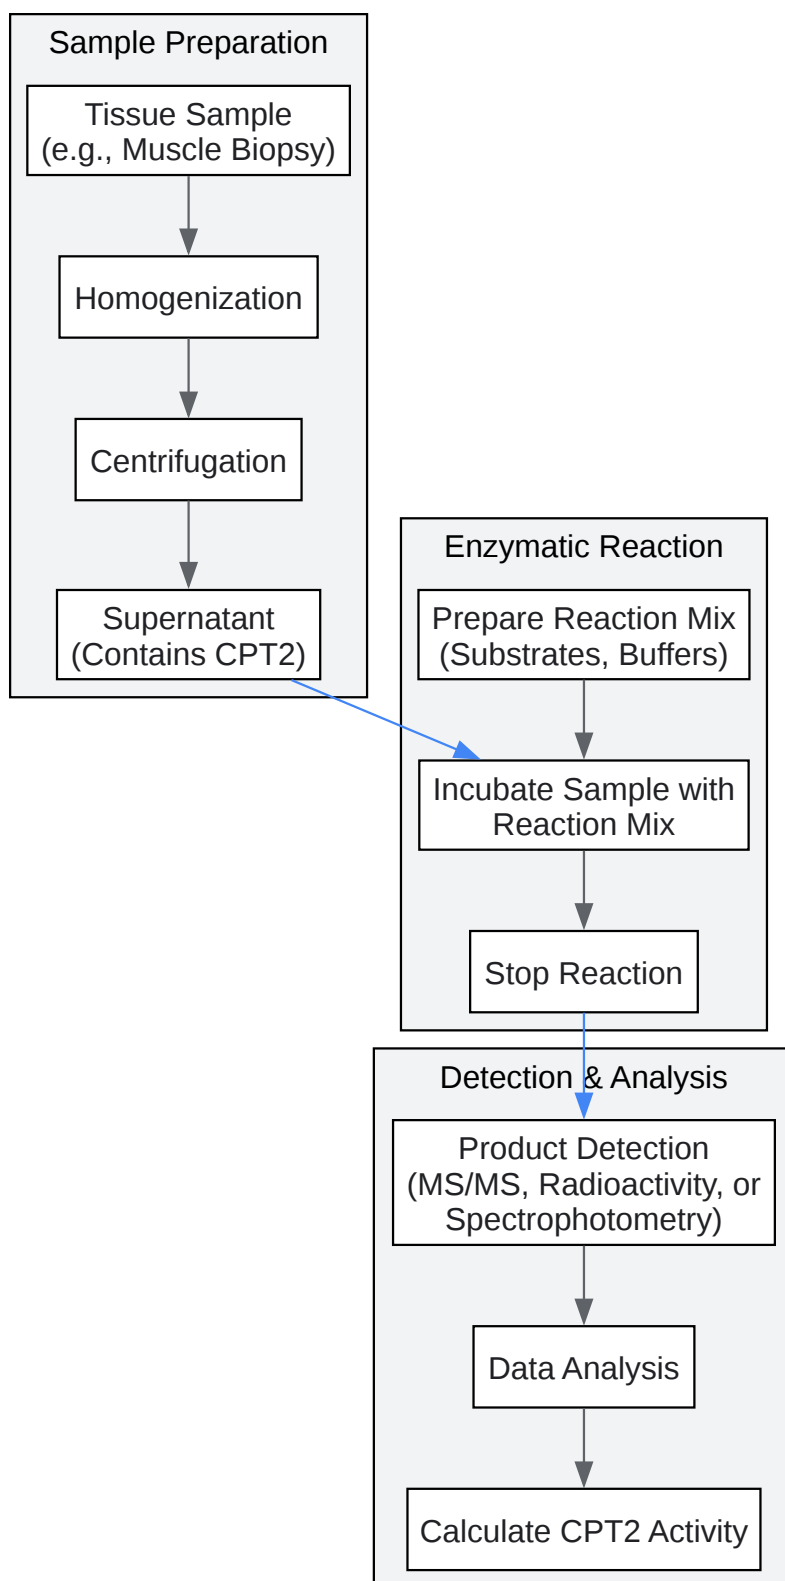 Sample Preparation
Tissue Sample
(e.g., Muscle Biopsy)
Homogenization
Centrifugation
Supernatant
(Contains CPT2)
Enzymatic Reaction
Prepare Reaction Mix
(Substrates, Buffers)
Incubate Sample with
Reaction Mix
Stop Reaction
Detection & Analysis
Product Detection
(MS/MS, Radioactivity, or
Spectrophotometry)
Data Analysis
Calculate CPT2 Activity